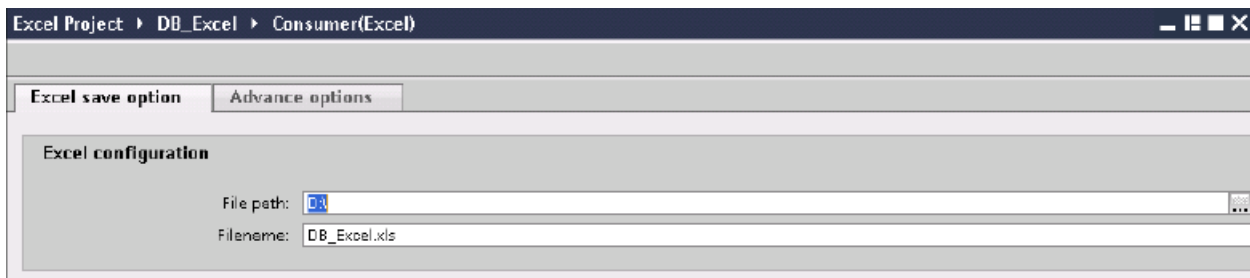 Excel Project ▸ DB_Excel ▸ Consumer(Excel)
Excel save option Advance options
Excel configuration
File path: D:\ ...
Filename: DB_Excel.xls